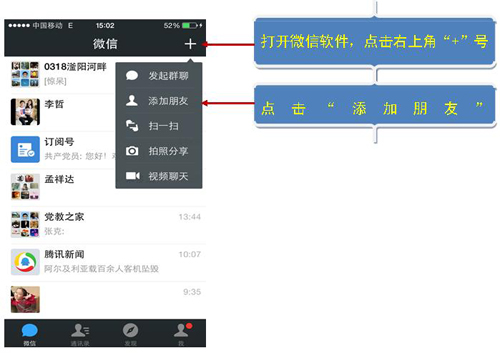 中国移动 E 15:02 52%
微信 +
打开微信软件，点击右上角“+”号
0318滏阳河畔
[惊呆]
发起群聊
李哲
添加朋友
点击“添加朋友”
扫一扫
订阅号
共产党员: 您好！
拍照分享
孟祥达
视频聊天
党教之家 13:44
张克:
腾讯新闻 10:07
阿尔及利亚载百余人客机坠毁
9:35
微信 通讯录 发现 我